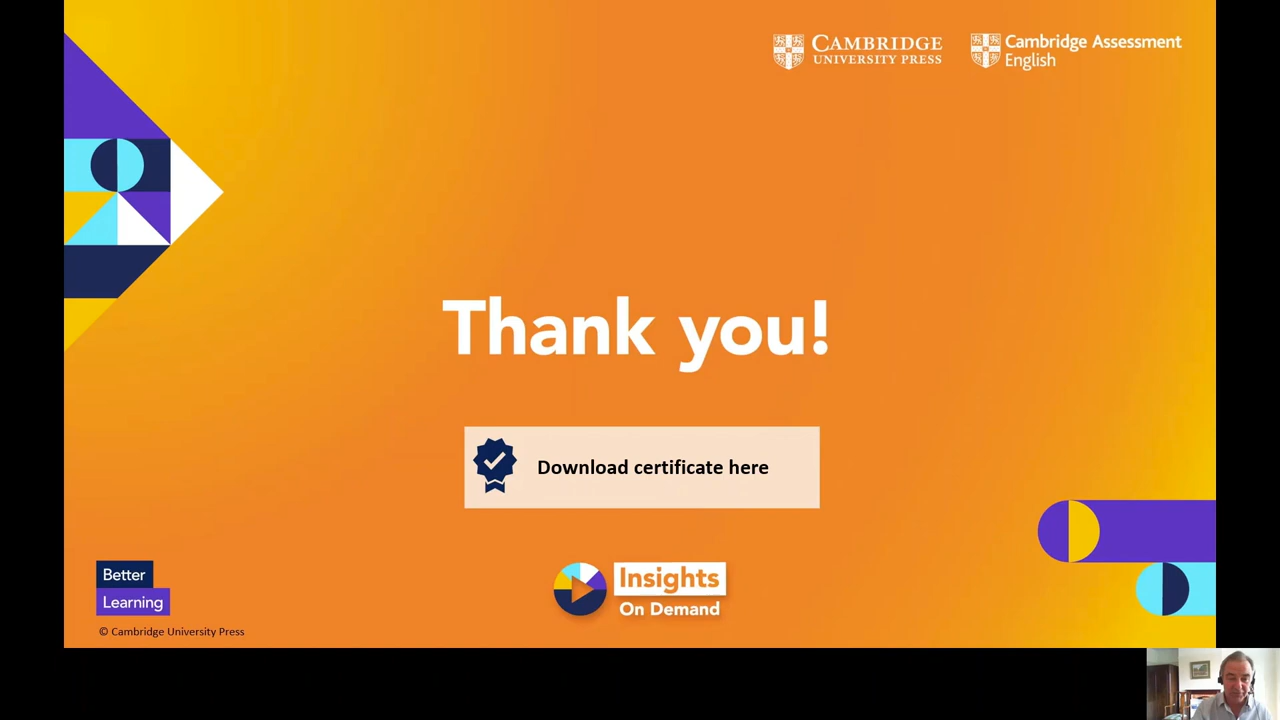 CAMBRIDGE
UNIVERSITY PRESS
Cambridge Assessment
English
Thank you!
Download certificate here
Better
Learning
Insights
On Demand
© Cambridge University Press